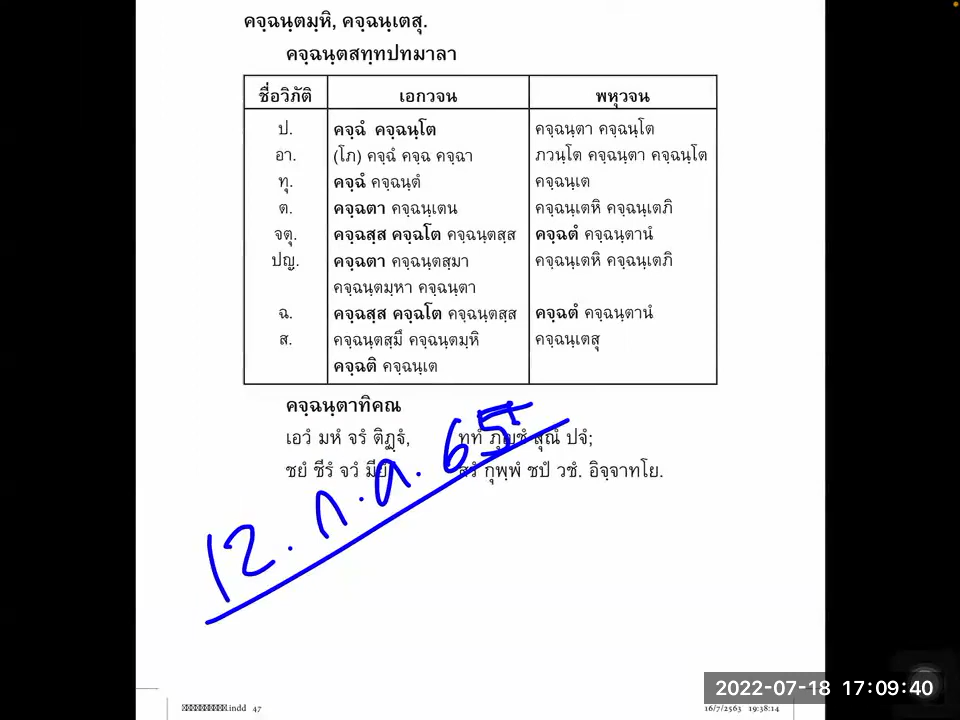 คจฺฉนฺตมฺหิ, คจฺฉนฺเตสุ.
คจฺฉนฺตสทฺทปทมาลา
ชื่อวิภัติ เอกวจน พหุวจน
ป. คจฺฉํ คจฺฉนฺโต คจฺฉนฺตา คจฺฉนฺโต
อา. (โภ) คจฺฉํ คจฺฉ คจฺฉา ภวนฺโต คจฺฉนฺตา คจฺฉนฺโต
ทุ. คจฺฉํ คจฺฉนฺตํ คจฺฉนฺเต
ต. คจฺฉตา คจฺฉนฺเตน คจฺฉนฺเตหิ คจฺฉนฺเตภิ
จตุ. คจฺฉสฺส คจฺฉโต คจฺฉนฺตสฺส คจฺฉตํ คจฺฉนฺตานํ
ปญ. คจฺฉตา คจฺฉนฺตสฺมา คจฺฉนฺเตหิ คจฺฉนฺเตภิ
คจฺฉนฺตมฺหา คจฺฉนฺตา
ฉ. คจฺฉสฺส คจฺฉโต คจฺฉนฺตสฺส คจฺฉตํ คจฺฉนฺตานํ
ส. คจฺฉนฺตสฺมึ คจฺฉนฺตมฺหิ คจฺฉนฺเตสุ
คจฺฉติ คจฺฉนฺเต
คจฺฉนฺตาทิคณ
เอวํ มหํ จรํ ติฏฺฐํ, ททํ ภุญฺชํ สุณํ ปจํ;
ชยํ ชีรํ จวํ มียํ สรํ กุพฺพํ ชปํ วชํ. อิจฺจาทโย.
12. ก.ค. 65
.indd 47 16/7/2563 19:38:14
2022-07-18 17:09:40